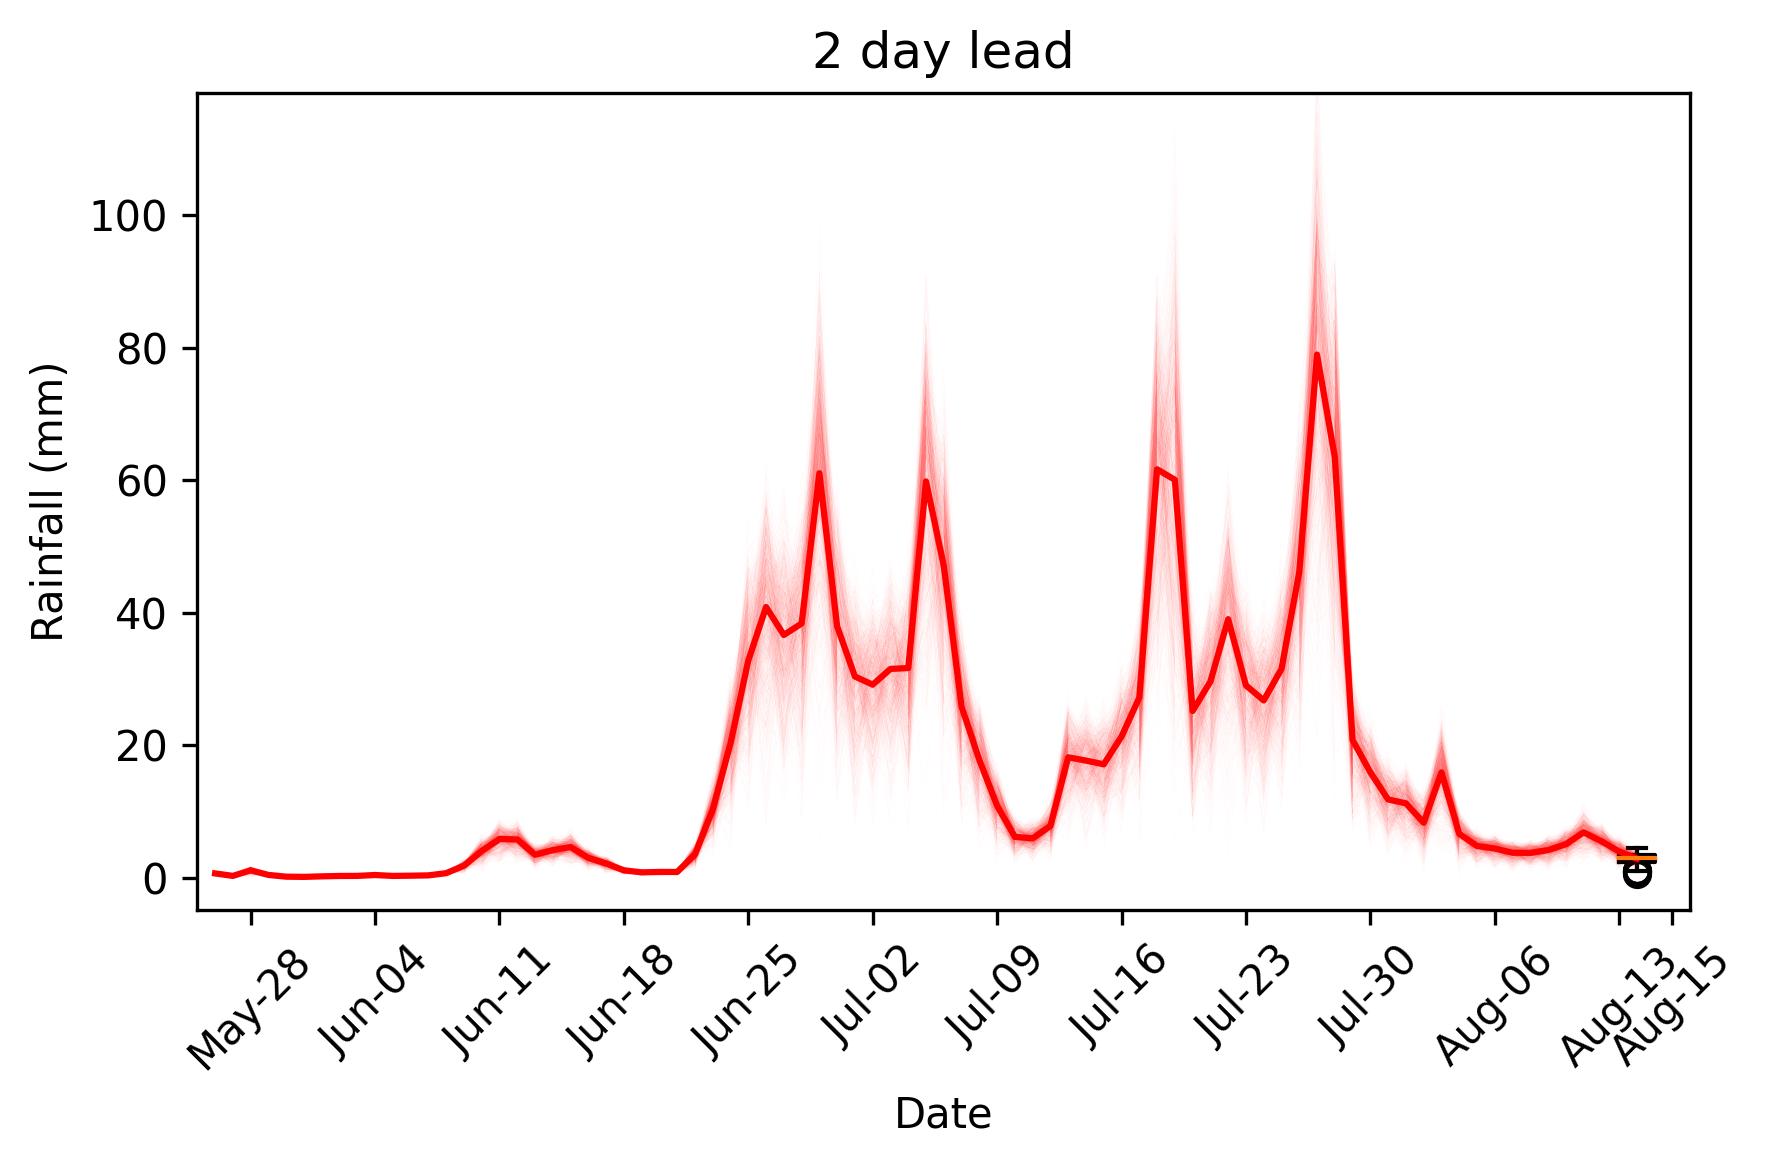 2 day lead
Rainfall (mm)
100
80
60
40
20
0
May-28
Jun-04
Jun-11
Jun-18
Jun-25
Jul-02
Jul-09
Jul-16
Jul-23
Jul-30
Aug-06
Aug-13
Aug-15
Date